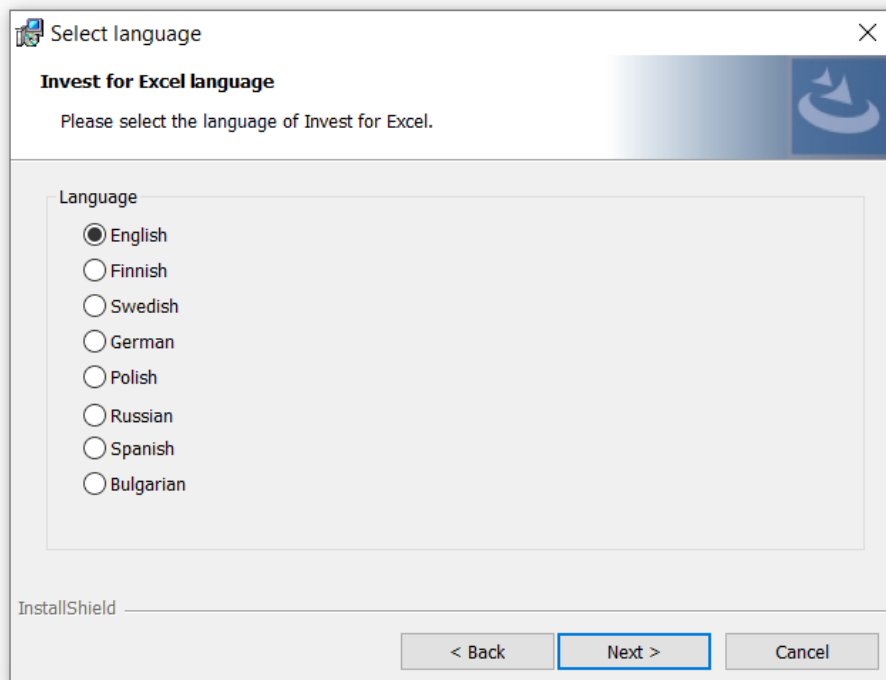 Select language
Invest for Excel language
Please select the language of Invest for Excel.
Language
English
Finnish
Swedish
German
Polish
Russian
Spanish
Bulgarian
InstallShield
< Back Next > Cancel